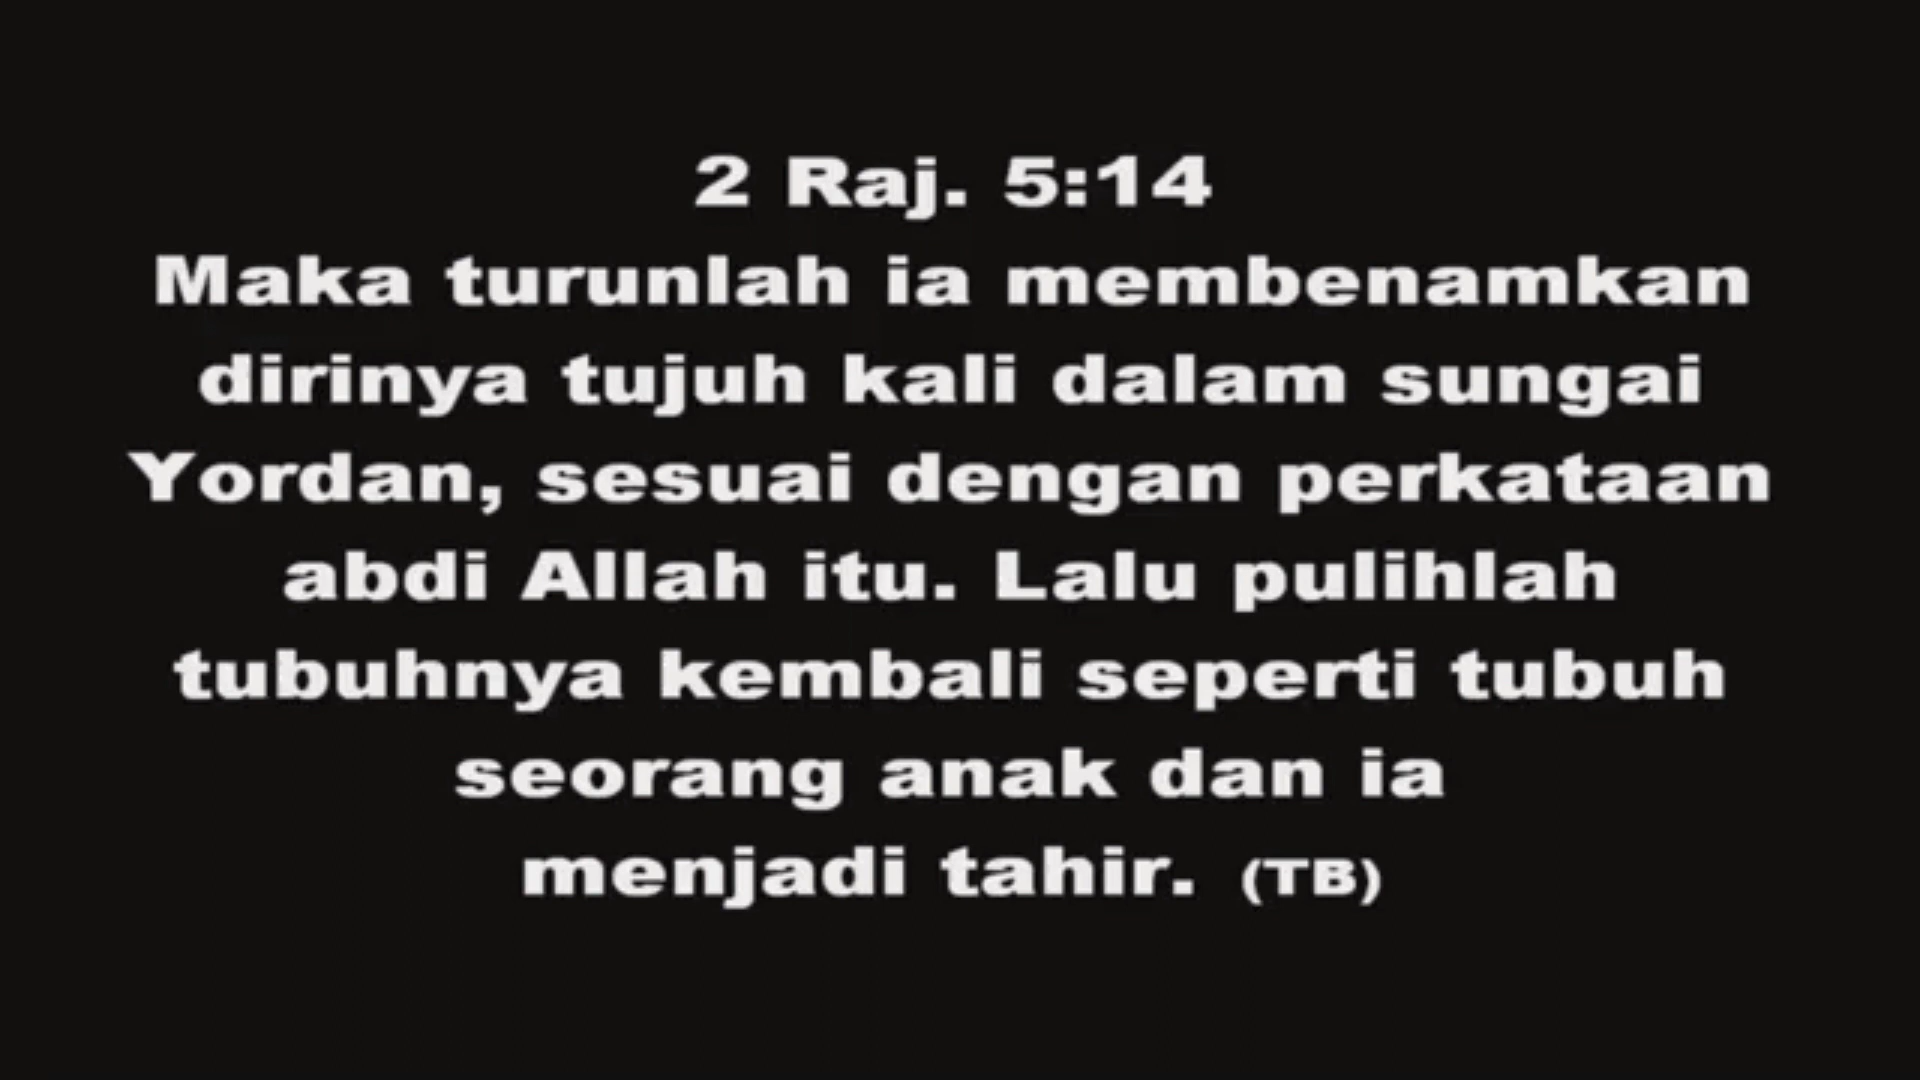 2 Raj. 5:14
Maka turunlah ia membenamkan
dirinya tujuh kali dalam sungai
Yordan, sesuai dengan perkataan
abdi Allah itu. Lalu pulihlah
tubuhnya kembali seperti tubuh
seorang anak dan ia
menjadi tahir. (TB)